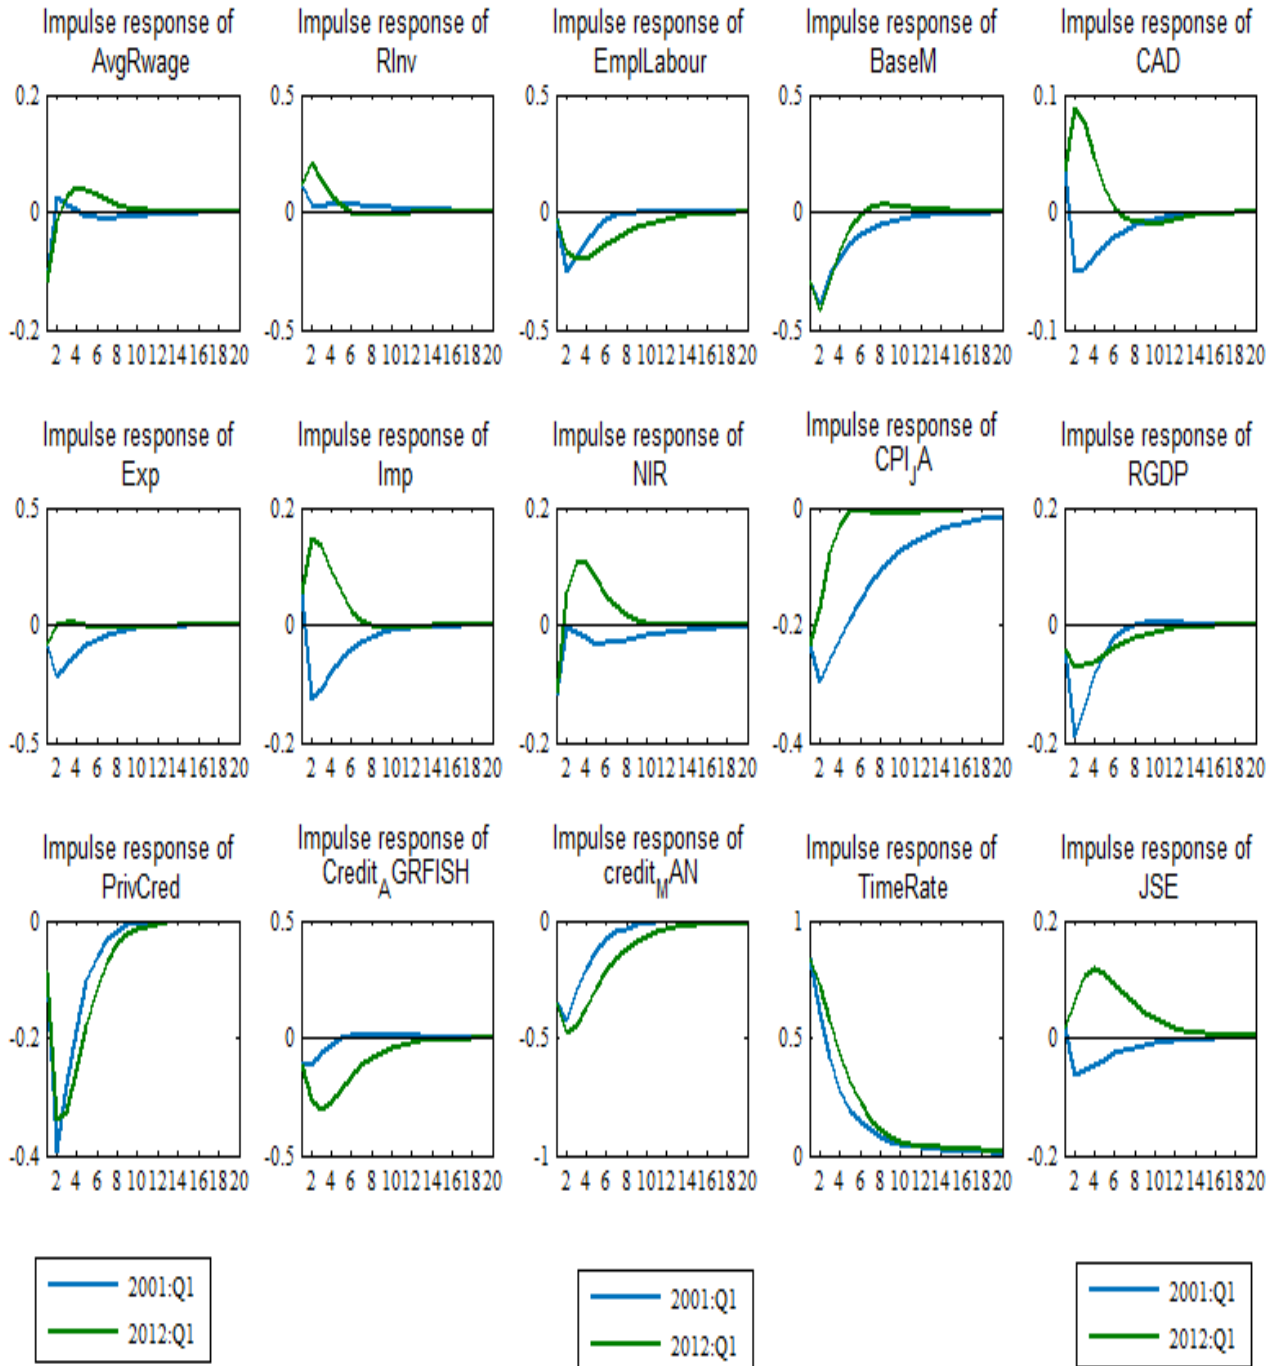 Impulse response of Impulse response of Impulse response of Impulse response of Impulse response of
AvgRwage RInv EmplLabour BaseM CAD
0.2 0.5 0.5 0.5 0.1
0 0 0 0 0
-0.2 -0.5 -0.5 -0.5 -0.1
2 4 6 8 101214161820 2 4 6 8 101214161820 2 4 6 8 101214161820 2 4 6 8 101214161820 2 4 6 8 101214161820
Impulse response of Impulse response of Impulse response of Impulse response of Impulse response of
Exp Imp NIR CPI_JA RGDP
0.5 0.2 0.2 0 0.2
0 0 0 -0.2 0
-0.5 -0.2 -0.2 -0.4 -0.2
2 4 6 8 101214161820 2 4 6 8 101214161820 2 4 6 8 101214161820 2 4 6 8 101214161820 2 4 6 8 101214161820
Impulse response of Impulse response of Impulse response of Impulse response of Impulse response of
PrivCred Credit_AGRFISH credit_MAN TimeRate JSE
0 0.5 0 1 0.2
-0.2 0 -0.5 0.5 0
-0.4 -0.5 -1 0 -0.2
2 4 6 8 101214161820 2 4 6 8 101214161820 2 4 6 8 101214161820 2 4 6 8 101214161820 2 4 6 8 101214161820
2001:Q1 2001:Q1 2001:Q1
2012:Q1 2012:Q1 2012:Q1